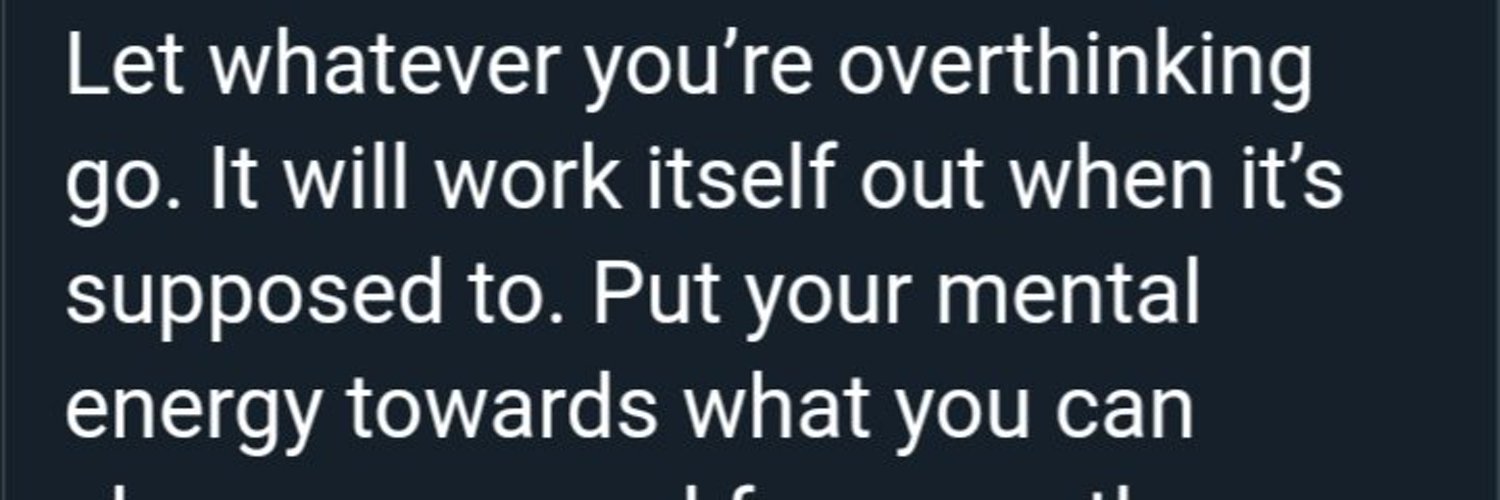 Let whatever you’re overthinking
go. It will work itself out when it’s
supposed to. Put your mental
energy towards what you can